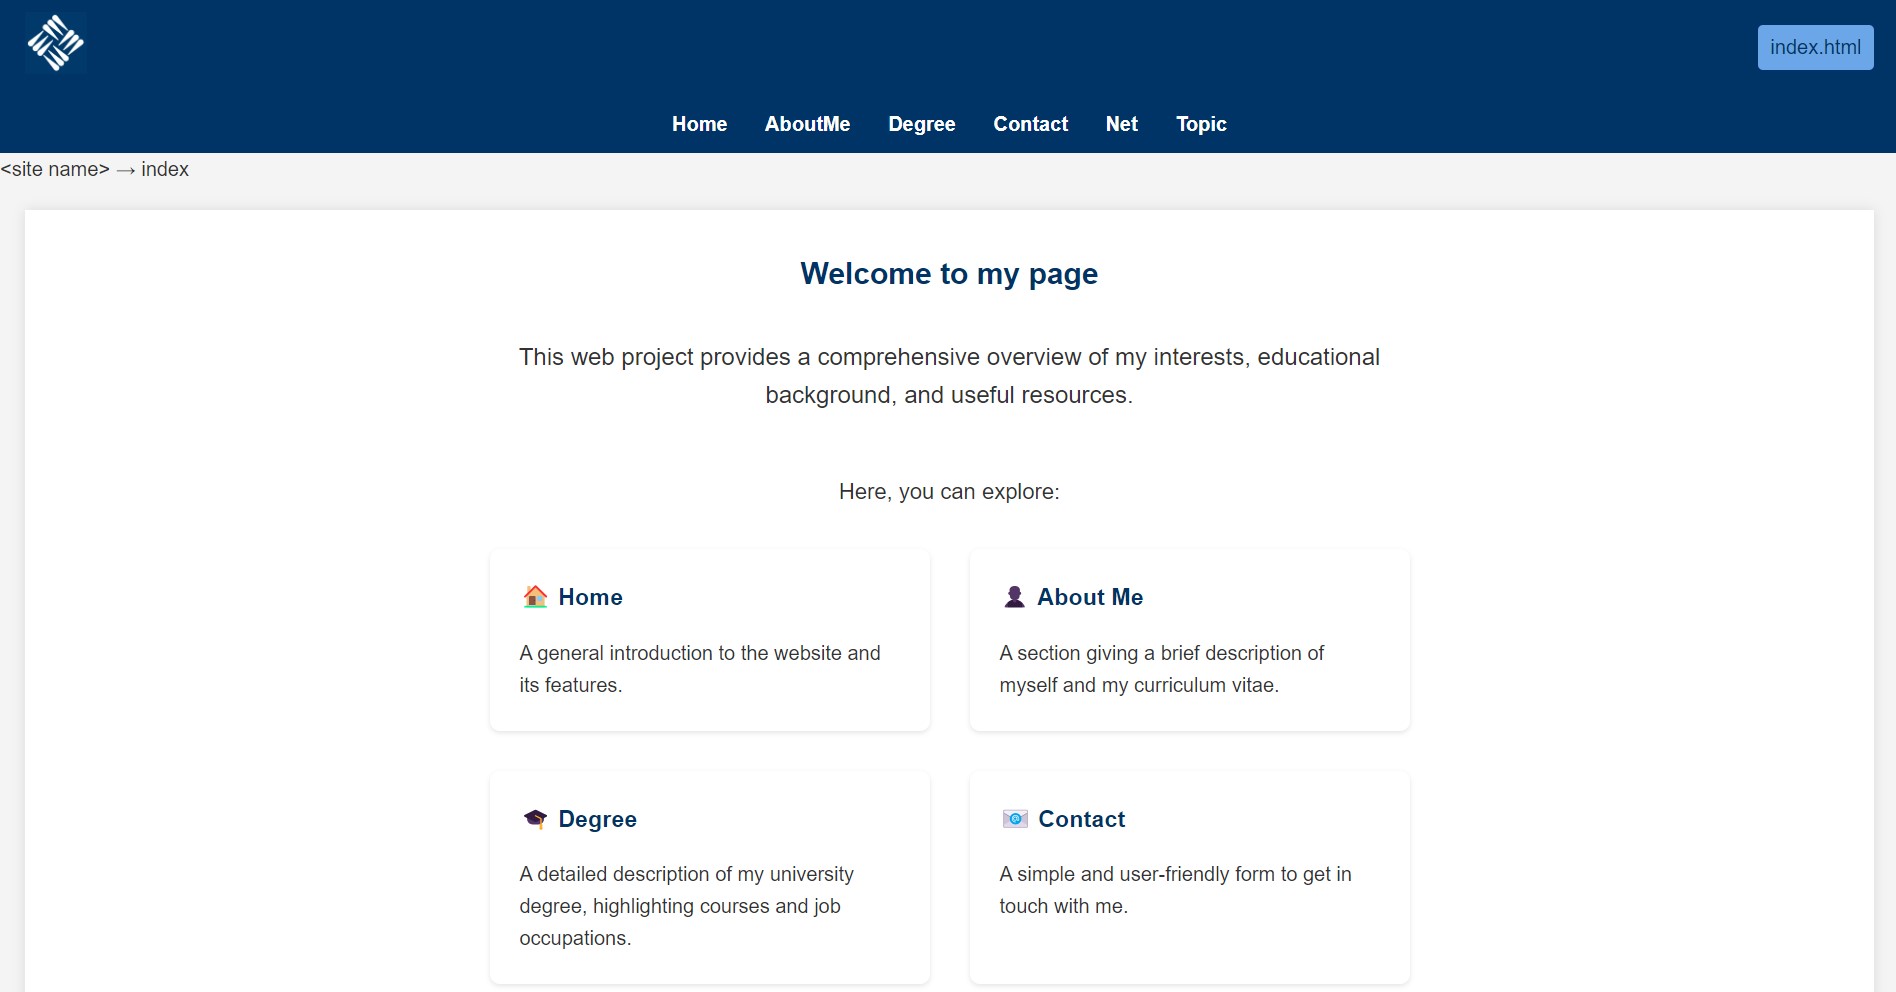 index.html
Home AboutMe Degree Contact Net Topic
<site name> → index
Welcome to my page
This web project provides a comprehensive overview of my interests, educational
background, and useful resources.
Here, you can explore:
Home
A general introduction to the website and
its features.
About Me
A section giving a brief description of
myself and my curriculum vitae.
Degree
A detailed description of my university
degree, highlighting courses and job
occupations.
Contact
A simple and user-friendly form to get in
touch with me.